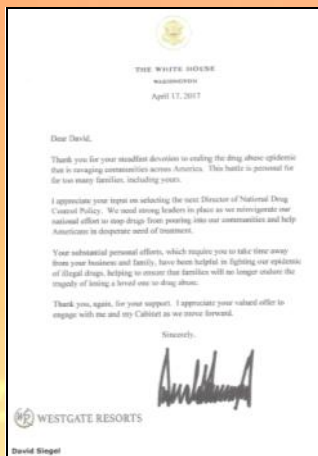 THE WHITE HOUSE
WASHINGTON
April 17, 2017
Dear David,
Thank you for your steadfast devotion to ending the drug abuse epidemic
that is ravaging communities across America. This battle is personal for
far too many families, including yours.
I appreciate your input on selecting the next Director of National Drug
Control Policy. We need strong leaders in place as we reinvigorate our
national effort to stop drugs from pouring into our communities and help
Americans in desperate need of treatment.
Your substantial personal efforts, which require you to take time away
from your business and family, have been helpful in fighting our epidemic
of illegal drugs, helping to ensure that families will no longer endure the
tragedy of losing a loved one to drug abuse.
Thank you, again, for your support. I appreciate your valued offer to
engage with me and my Cabinet as we move forward.
Sincerely,
WESTGATE RESORTS
David Siegel